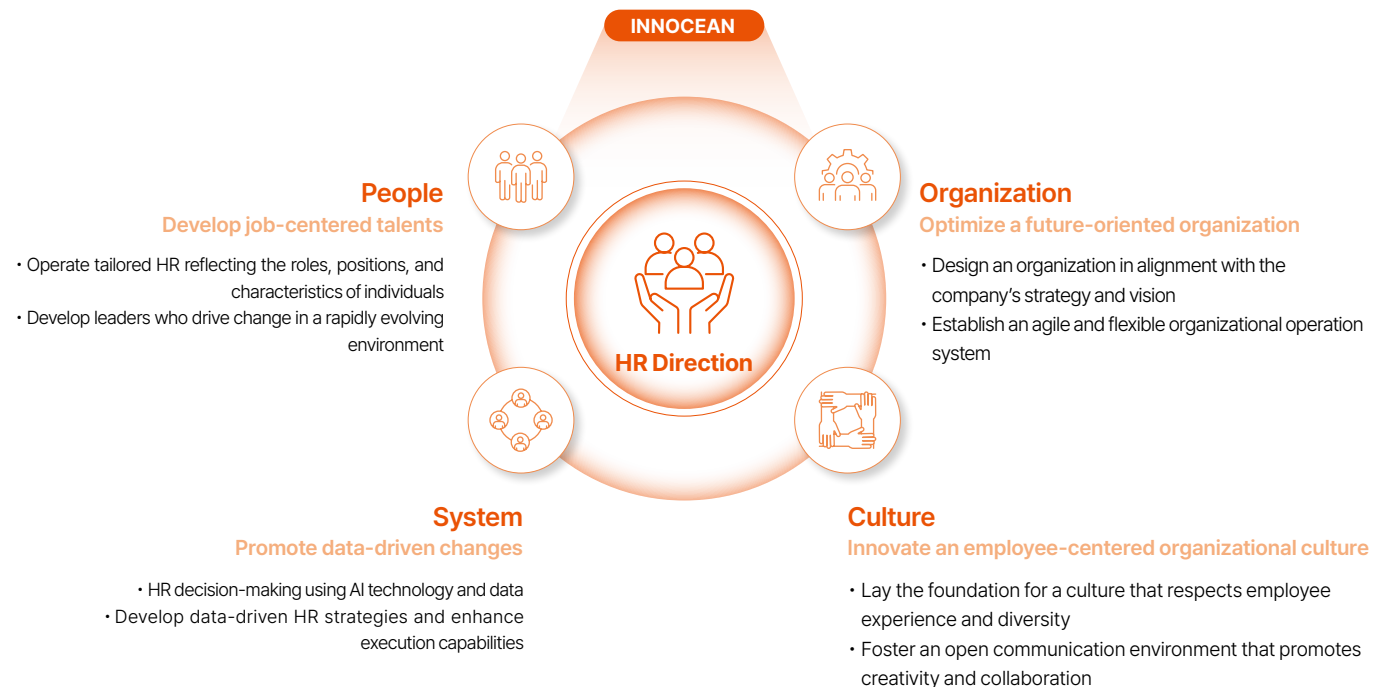 INNOCEAN
People
Develop job-centered talents
• Operate tailored HR reflecting the roles, positions, and
characteristics of individuals
• Develop leaders who drive change in a rapidly evolving
environment
Organization
Optimize a future-oriented organization
• Design an organization in alignment with the
company's strategy and vision
• Establish an agile and flexible organizational operation
system
HR Direction
System
Promote data-driven changes
• HR decision-making using AI technology and data
• Develop data-driven HR strategies and enhance
execution capabilities
Culture
Innovate an employee-centered organizational culture
• Lay the foundation for a culture that respects employee
experience and diversity
• Foster an open communication environment that promotes
creativity and collaboration